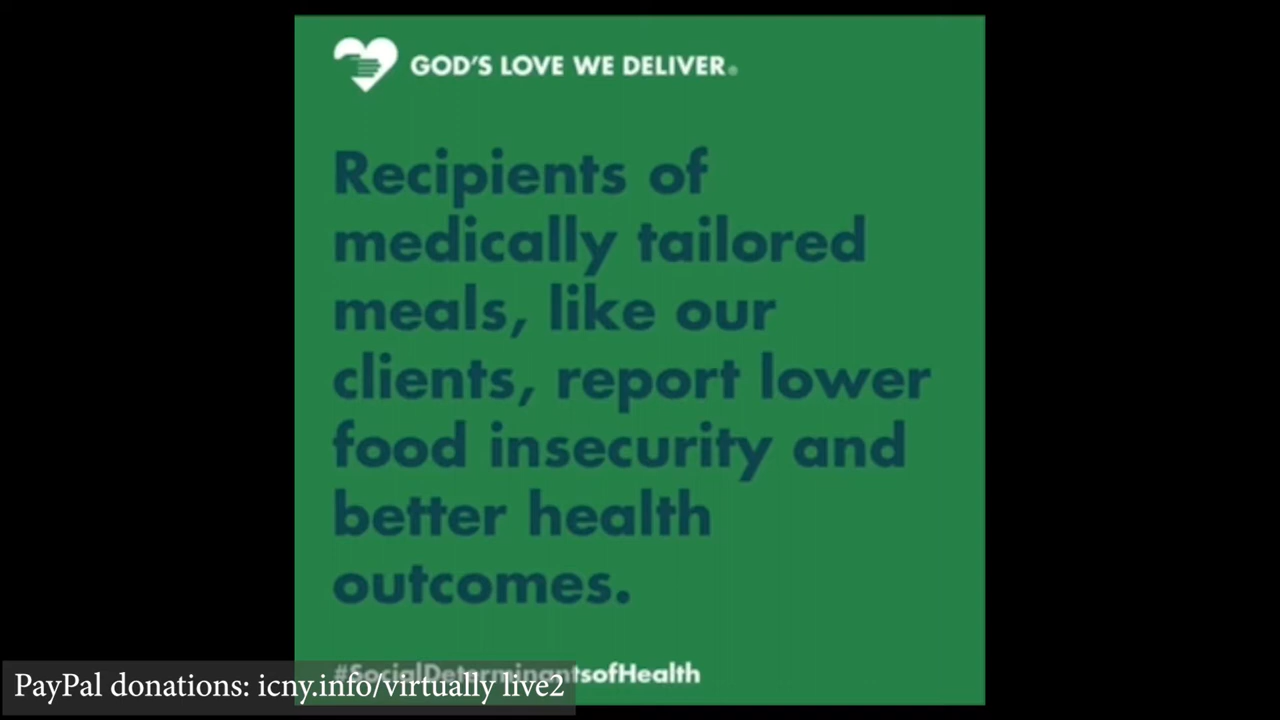 GOD'S LOVE WE DELIVER®
Recipients of
medically tailored
meals, like our
clients, report lower
food insecurity and
better health
outcomes.
#SocialDeterminantsofHealth
PayPal donations: icny.info/virtually live2